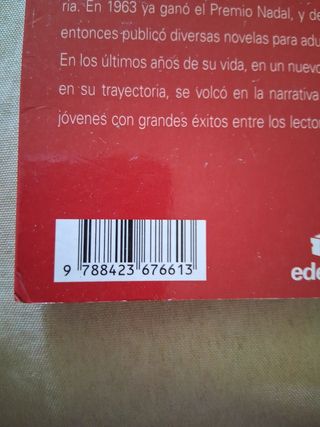 ría. En 1963 ya ganó el Premio Nadal, y de
entonces publicó diversas novelas para adu
En los últimos años de su vida, en un nuevo
en su trayectoria, se volcó en la narrativa
jóvenes con grandes éxitos entre los lecto
9 788423 676613
ede